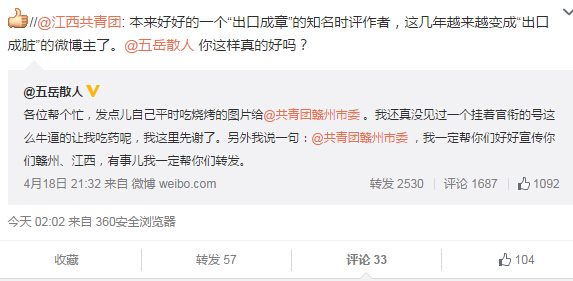 //@江西共青团: 本来好好的一个“出口成章”的知名时评作者，这几年越来越变成“出口
成脏”的微博主了。@五岳散人 你这样真的好吗？
@五岳散人
各位帮个忙，发点儿自己平时吃烧烤的图片给@共青团赣州市委 。我还真没见过一个挂着官衔的号这
么牛逼的让我吃药呢，我这里先谢了。另外我说一句：@共青团赣州市委 ，我一定帮你们好好宣传你
们赣州、江西，有事儿我一定帮你们转发。
4月18日 21:32 来自 微博 weibo.com 转发 2530 评论 1687 1092
今天 02:02 来自 360安全浏览器
收藏 转发 57 评论 33 104